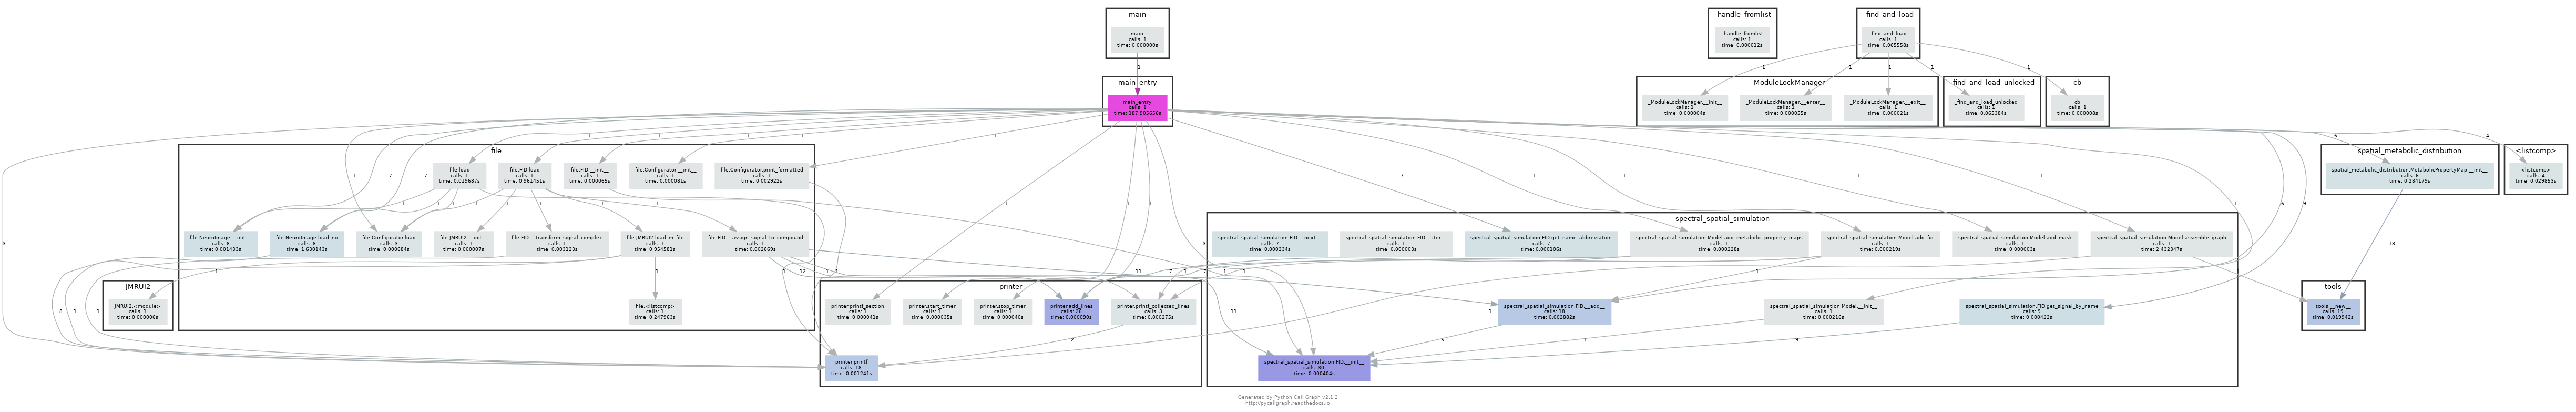 __main__
__main__
calls: 1
time: 0.000000s
_handle_fromlist
_handle_fromlist
calls: 1
time: 0.000012s
_find_and_load
_find_and_load
calls: 1
time: 0.065558s
1
1
1
1
1
main_entry
main_entry
calls: 1
time: 187.905656s
_ModuleLockManager
_ModuleLockManager.__init__
calls: 1
time: 0.000004s
_ModuleLockManager.__enter__
calls: 1
time: 0.000055s
_ModuleLockManager.__exit__
calls: 1
time: 0.000021s
_find_and_load_unlocked
_find_and_load_unlocked
calls: 1
time: 0.065384s
cb
cb
calls: 1
time: 0.000008s
1
1
1
1
1
6
4
file
file.load
calls: 1
time: 0.019687s
file.FID.load
calls: 1
time: 0.961451s
file.FID.__init__
calls: 1
time: 0.000065s
file.Configurator.__init__
calls: 1
time: 0.000081s
file.Configurator.print_formatted
calls: 1
time: 0.002922s
spatial_metabolic_distribution
spatial_metabolic_distribution.MetabolicPropertyMap.__init__
calls: 6
time: 0.284179s
<listcomp>
<listcomp>
calls: 4
time: 0.029853s
1
7
7
7
1
1
1
1
1
1
1
1
1
1
1
1
1
1
6
9
1
file.NeuroImage.__init__
calls: 8
time: 0.001433s
file.NeuroImage.load_nii
calls: 8
time: 1.630143s
file.Configurator.load
calls: 3
time: 0.000684s
file.JMRUI2.__init__
calls: 1
time: 0.000007s
file.FID.__transform_signal_complex
calls: 1
time: 0.003123s
file.JMRUI2.load_m_file
calls: 1
time: 0.954581s
file.FID.__assign_signal_to_compound
calls: 1
time: 0.002669s
spectral_spatial_simulation
spectral_spatial_simulation.FID.__next__
calls: 7
time: 0.000234s
spectral_spatial_simulation.FID.__iter__
calls: 1
time: 0.000003s
spectral_spatial_simulation.FID.get_name_abbreviation
calls: 7
time: 0.000106s
spectral_spatial_simulation.Model.add_metabolic_property_maps
calls: 1
time: 0.000228s
spectral_spatial_simulation.Model.add_fid
calls: 1
time: 0.000219s
spectral_spatial_simulation.Model.add_mask
calls: 1
time: 0.000003s
spectral_spatial_simulation.Model.assemble_graph
calls: 1
time: 2.432347s
3
3
18
1
1
1
12
1
1
11
7
1
7
1
1
1
1
JMRUI2
JMRUI2.<module>
calls: 1
time: 0.000006s
file.<listcomp>
calls: 1
time: 0.247963s
printer
printer.printf_section
calls: 1
time: 0.000041s
printer.start_timer
calls: 1
time: 0.000035s
printer.stop_timer
calls: 1
time: 0.000040s
printer.add_lines
calls: 26
time: 0.000090s
printer.printf_collected_lines
calls: 3
time: 0.000275s
spectral_spatial_simulation.FID.__add__
calls: 18
time: 0.002882s
spectral_spatial_simulation.Model.__init__
calls: 1
time: 0.000216s
spectral_spatial_simulation.FID.get_signal_by_name
calls: 9
time: 0.000422s
tools
tools.__new__
calls: 19
time: 0.019942s
8
1
1
11
1
2
5
1
9
printer.printf
calls: 18
time: 0.001241s
spectral_spatial_simulation.FID.__init__
calls: 30
time: 0.000404s
Generated by Python Call Graph v2.1.2
http://pycallgraph.readthedocs.io